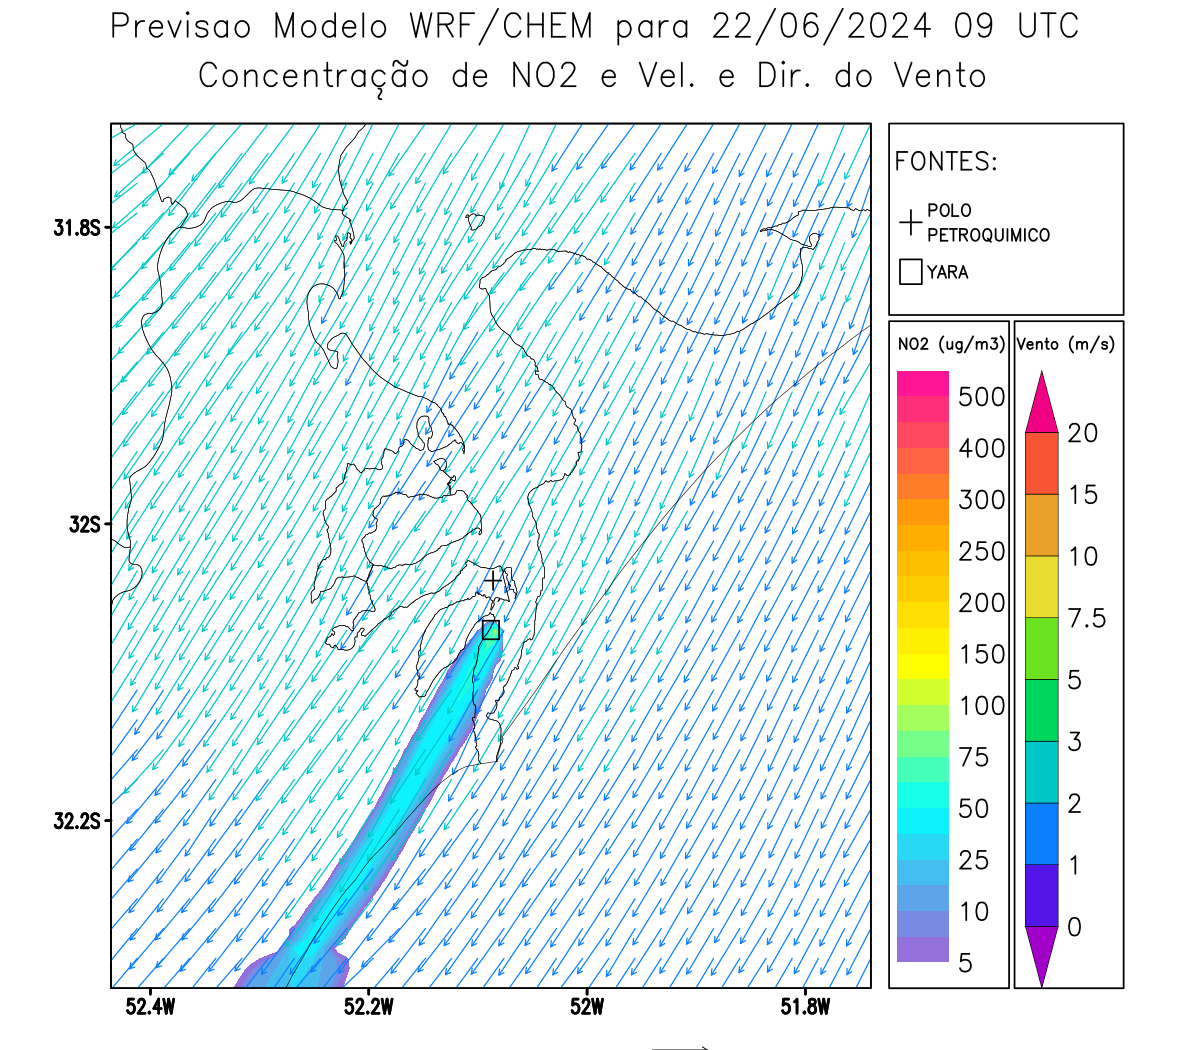 Previsao Modelo WRF/CHEM para 22/06/2024 09 UTC
Concentração de NO2 e Vel. e Dir. do Vento
FONTES:
POLO
PETROQUIMICO
YARA
NO2 (ug/m3)
500
400
300
250
200
150
100
75
50
25
10
5
Vento (m/s)
20
15
10
7.5
5
3
2
1
0
31.8S
32S
32.2S
52.4W
52.2W
52W
51.8W